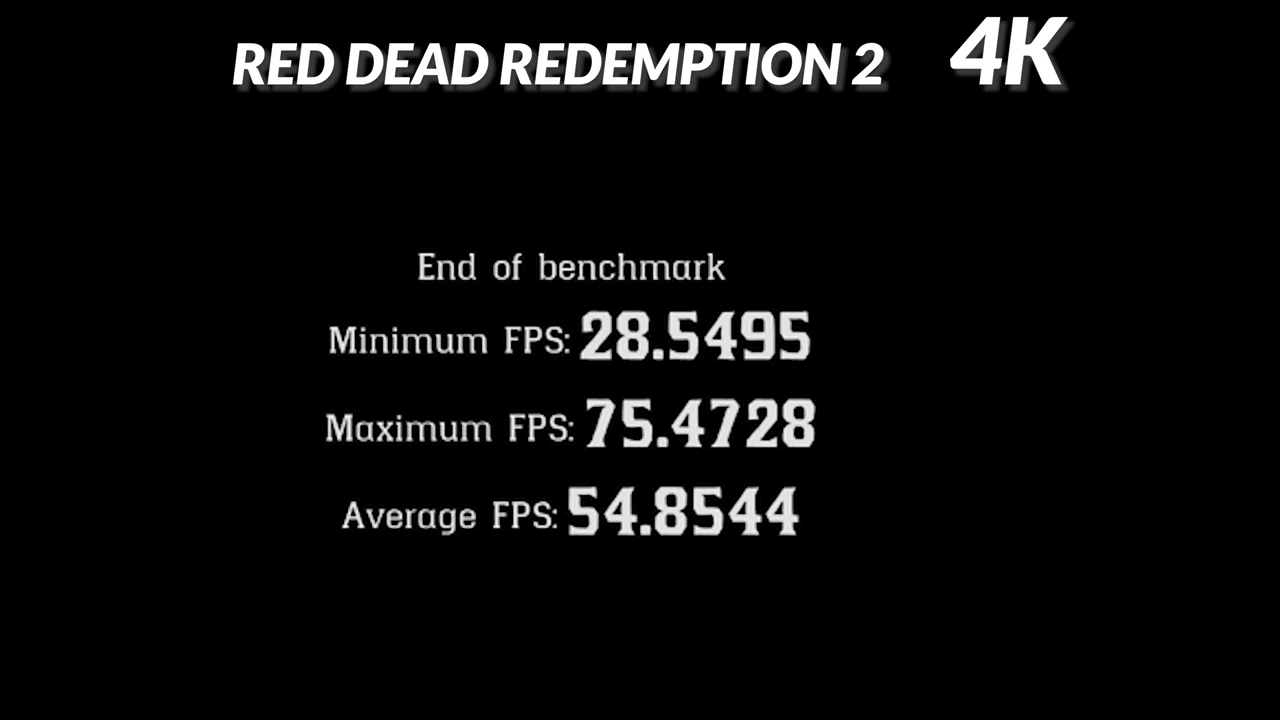 RED DEAD REDEMPTION 2 4K
End of benchmark
Minimum FPS: 28.5495
Maximum FPS: 75.4728
Average FPS: 54.8544